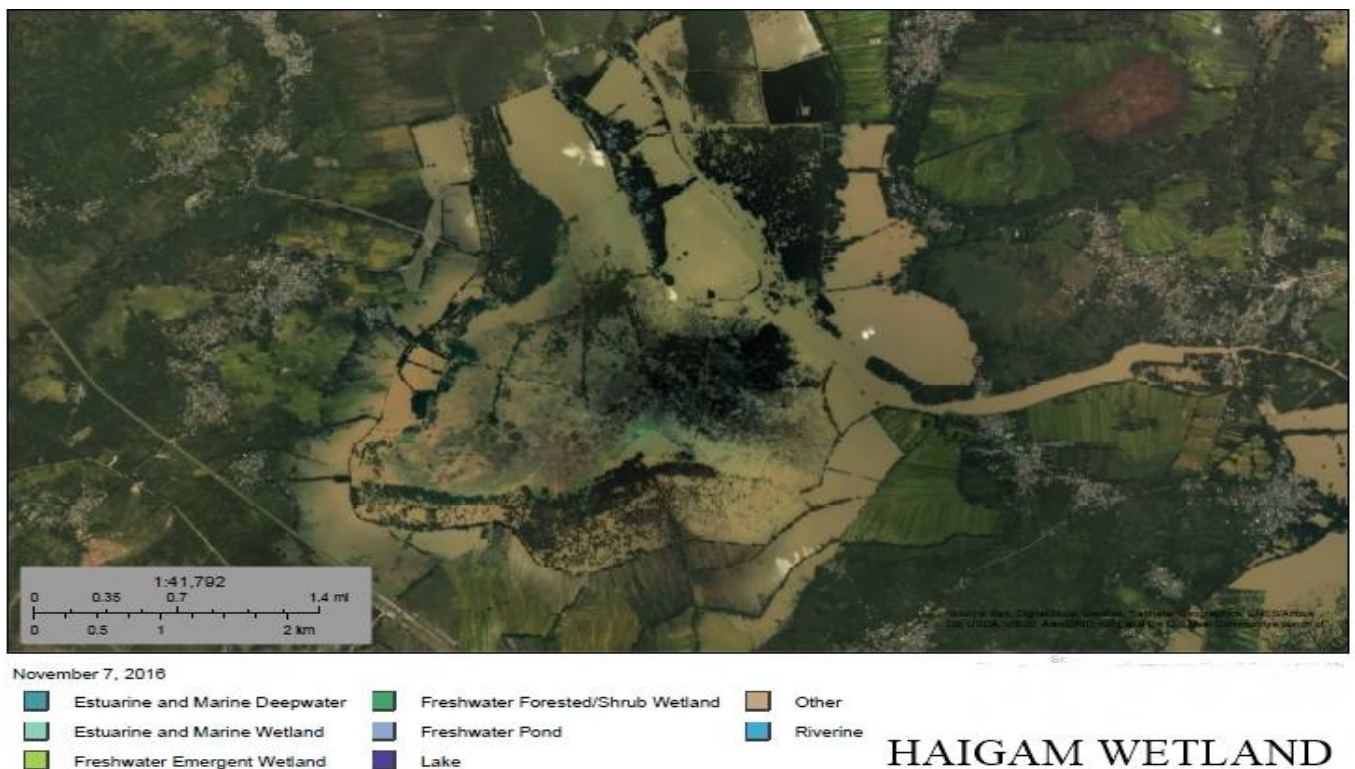 1:41,792
0 0.35 0.7 1.4 mi
0 0.5 1 2 km
November 7, 2016
Estuarine and Marine Deepwater
Estuarine and Marine Wetland
Freshwater Emergent Wetland
Freshwater Forested/Shrub Wetland
Freshwater Pond
Lake
Other
Riverine
HAIGAM WETLAND